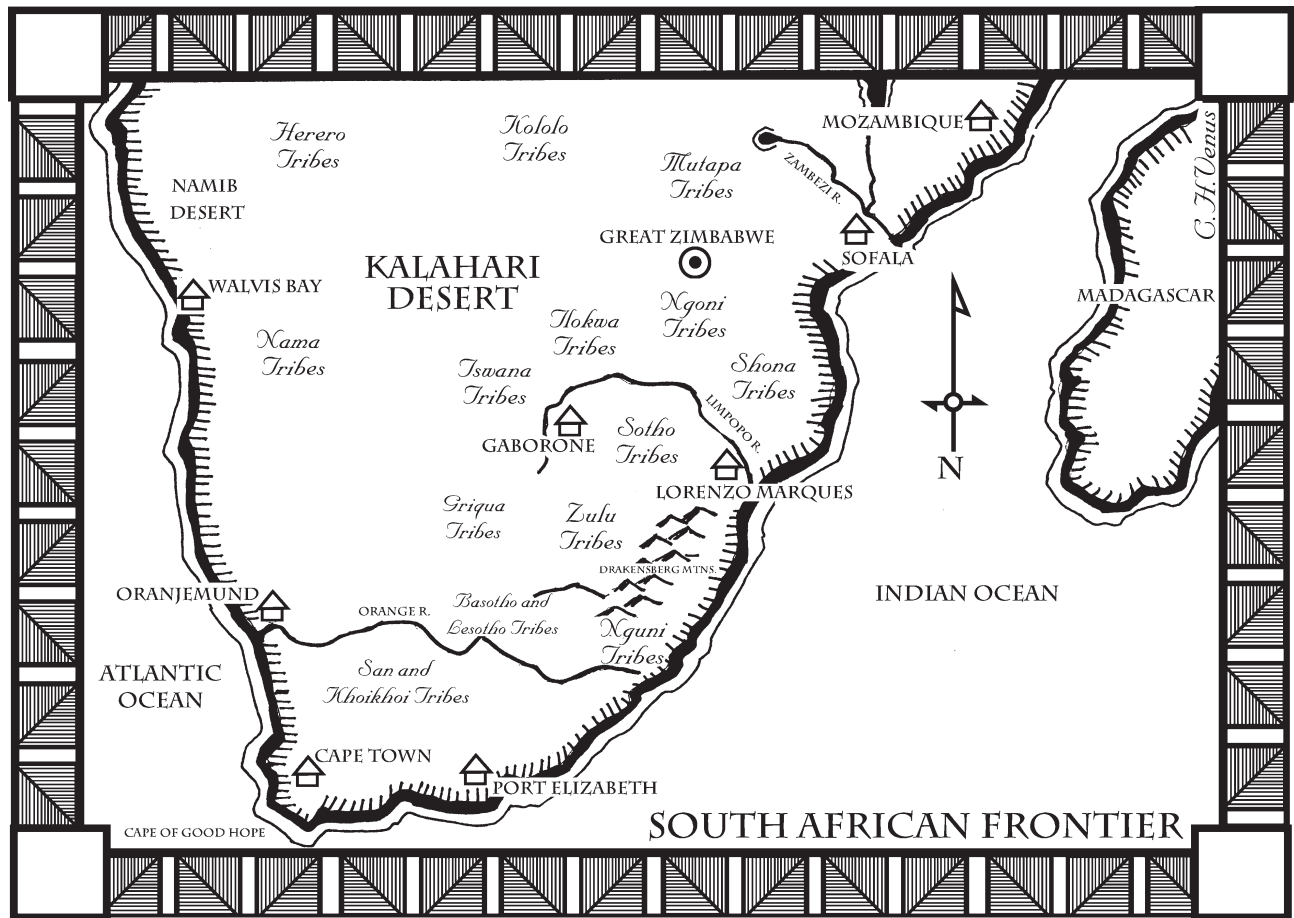 Herero
Tribes
Kololo
Tribes
MOZAMBIQUE
C. H. Venus
Mutapa
Tribes
ZAMBEZI R.
NAMIB
DESERT
GREAT ZIMBABWE
SOFALA
KALAHARI
DESERT
WALVIS BAY
MADAGASCAR
Ngoni
Tribes
Tlokwa
Tribes
Nama
Tribes
Tswana
Tribes
Shona
Tribes
LIMPOPO R.
GABORONE
Sotho
Tribes
N
LORENZO MARQUES
Griqua
Tribes
Zulu
Tribes
DRAKENSBERG MTNS.
ORANJEMUND
INDIAN OCEAN
ORANGE R.
Basotho and
Lesotho Tribes
Nguni
Tribes
ATLANTIC
OCEAN
San and
Khoikhoi Tribes
CAPE TOWN
PORT ELIZABETH
CAPE OF GOOD HOPE
SOUTH AFRICAN FRONTIER